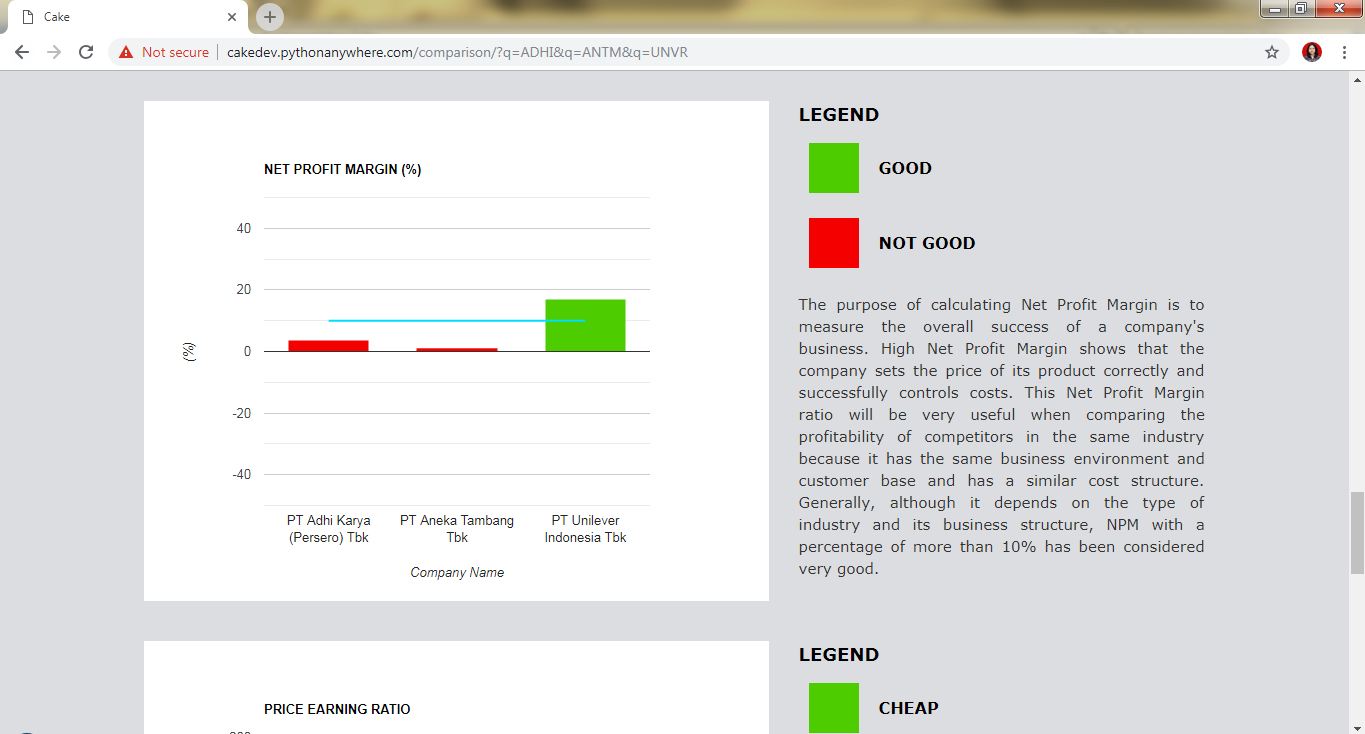 Cake
Not secure
cakedev.pythonanywhere.com/comparison/?q=ADHI&q=ANTM&q=UNVR
NET PROFIT MARGIN (%)
40
20
0
-20
-40
(%)
PT Adhi Karya
(Persero) Tbk
PT Aneka Tambang
Tbk
PT Unilever
Indonesia Tbk
Company Name
LEGEND
GOOD
NOT GOOD
The purpose of calculating Net Profit Margin is to
measure the overall success of a company's
business. High Net Profit Margin shows that the
company sets the price of its product correctly and
successfully controls costs. This Net Profit Margin
ratio will be very useful when comparing the
profitability of competitors in the same industry
because it has the same business environment and
customer base and has a similar cost structure.
Generally, although it depends on the type of
industry and its business structure, NPM with a
percentage of more than 10% has been considered
very good.
PRICE EARNING RATIO
LEGEND
CHEAP